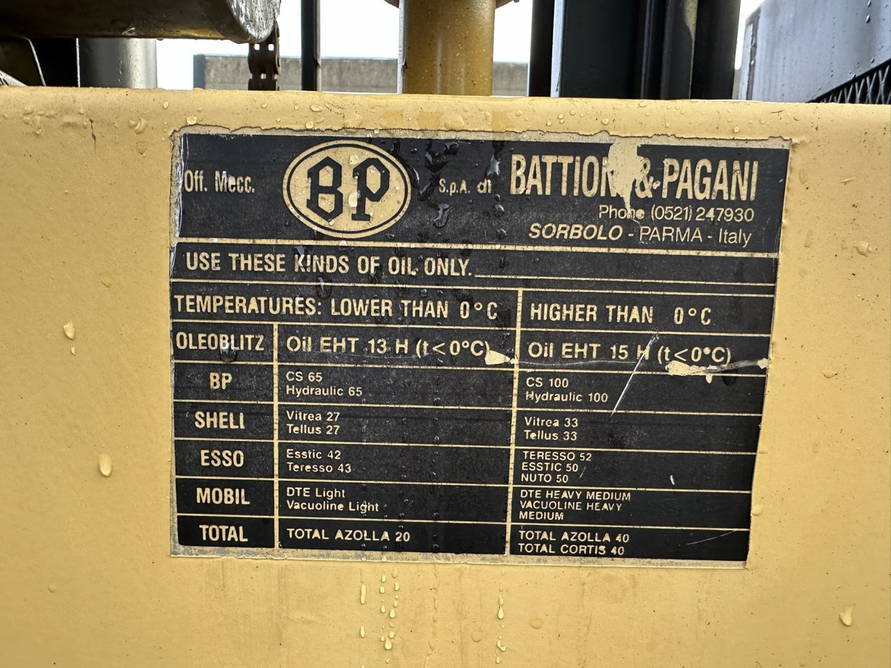 Off. Mecc. BP S.p.A. di BATTIONI & PAGANI
Phone (0521) 247930
SORBOLO - PARMA - Italy
USE THESE KINDS OF OIL ONLY.
TEMPERATURES: LOWER THAN 0°C HIGHER THAN 0°C
OLEOBLITZ Oil EHT 13 H (t<0°C) Oil EHT 15 H (t<0°C)
BP
CS 65
Hydraulic 65
CS 100
Hydraulic 100
SHELL
Vitrea 27
Tellus 27
Vitrea 33
Tellus 33
ESSO
Esstic 42
Teresso 43
TERESSO 52
ESSTIC 50
NUTO 50
MOBIL
DTE Light
Vacuoline Light
DTE HEAVY MEDIUM
VACUOLINE HEAVY
MEDIUM
TOTAL
TOTAL AZOLLA 20
TOTAL AZOLLA 40
TOTAL CORTIS 40